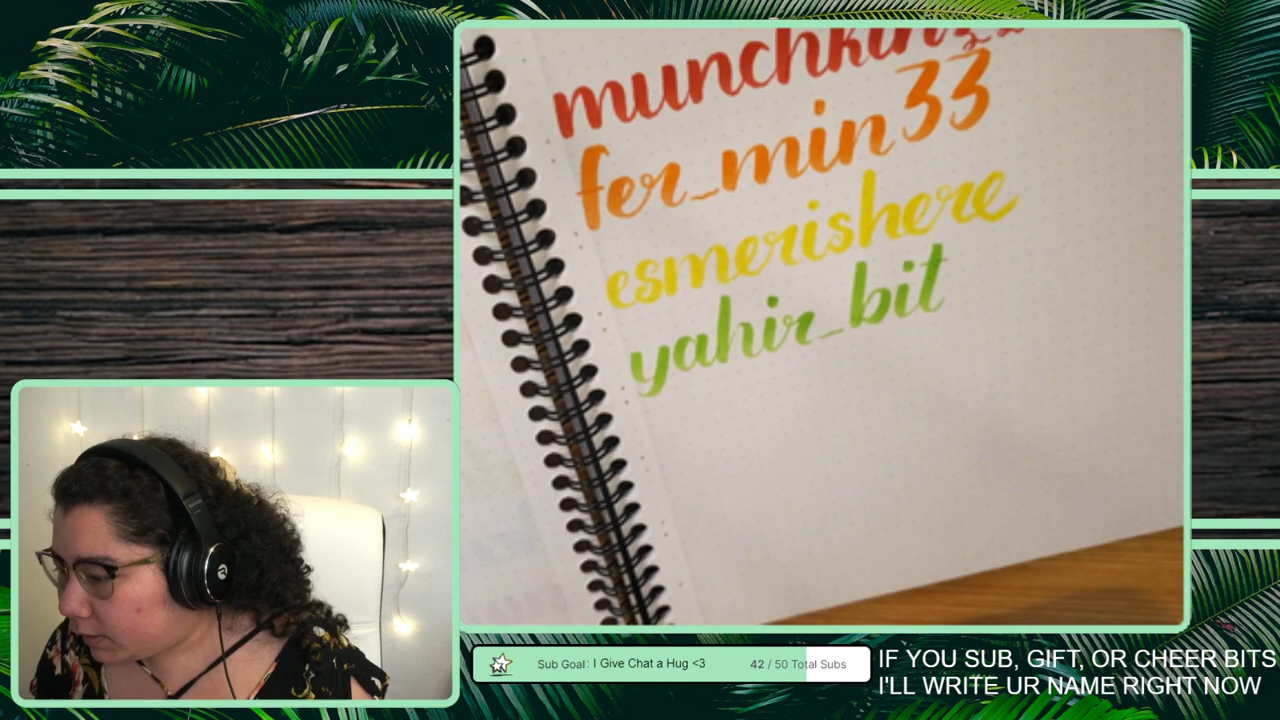 fer_min33
esmerishere
yahir_bit
Sub Goal: I Give Chat a Hug <3 42 / 50 Total Subs
IF YOU SUB, GIFT, OR CHEER BITS
I'LL WRITE UR NAME RIGHT NOW